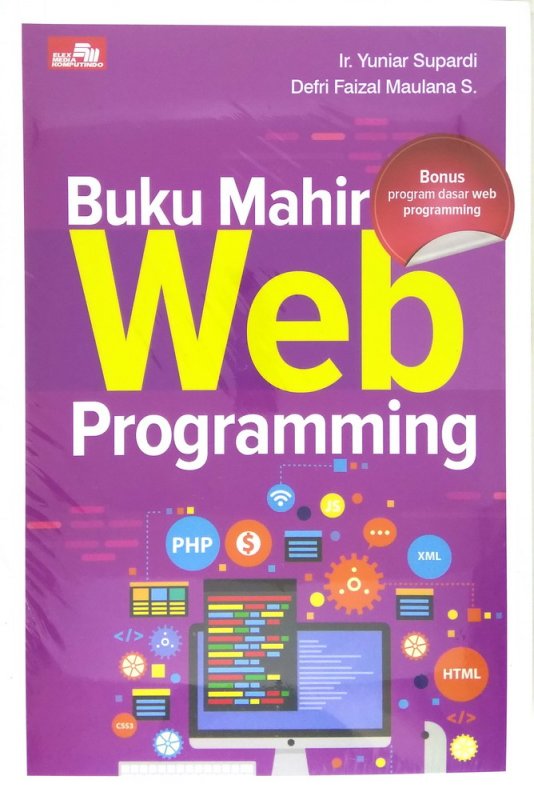 ELEX
MEDIA
KOMPUTINDO
Ir. Yuniar Supardi
Defri Faizal Maulana S.
Bonus
program dasar web
programming
Buku Mahir
Web
Programming
JS
PHP
$
XML
</>
HTML
CSS3
</>